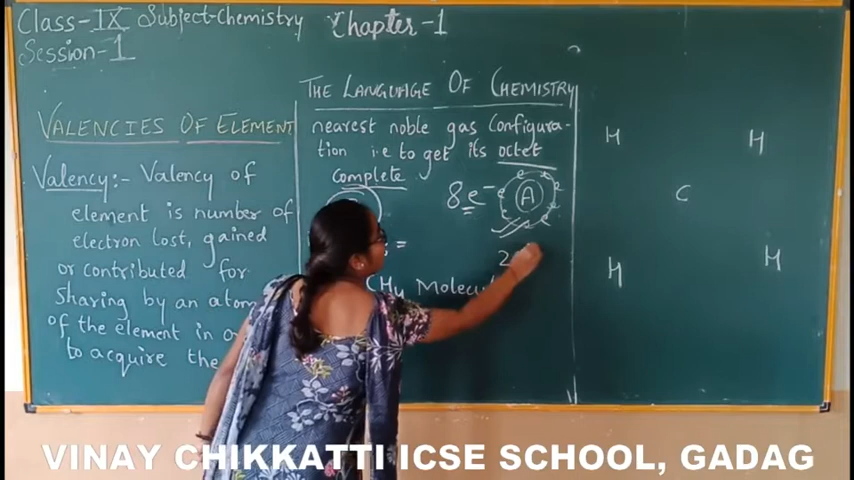 Class-IX Subject-Chemistry Chapter-1
Session-1
THE LANGUAGE OF CHEMISTRY
VALENCIES OF ELEMENT
Valency:- Valency of
element is number of
electron lost, gained
or contributed for
sharing by an atom
of the element in
to acquire the
nearest noble gas Configura-
tion i.e to get its octet
Complete
8e⁻
A
e e e e e
=
2
CH4
H H
C
H H
VINAY CHIKKATTI ICSE SCHOOL, GADAG